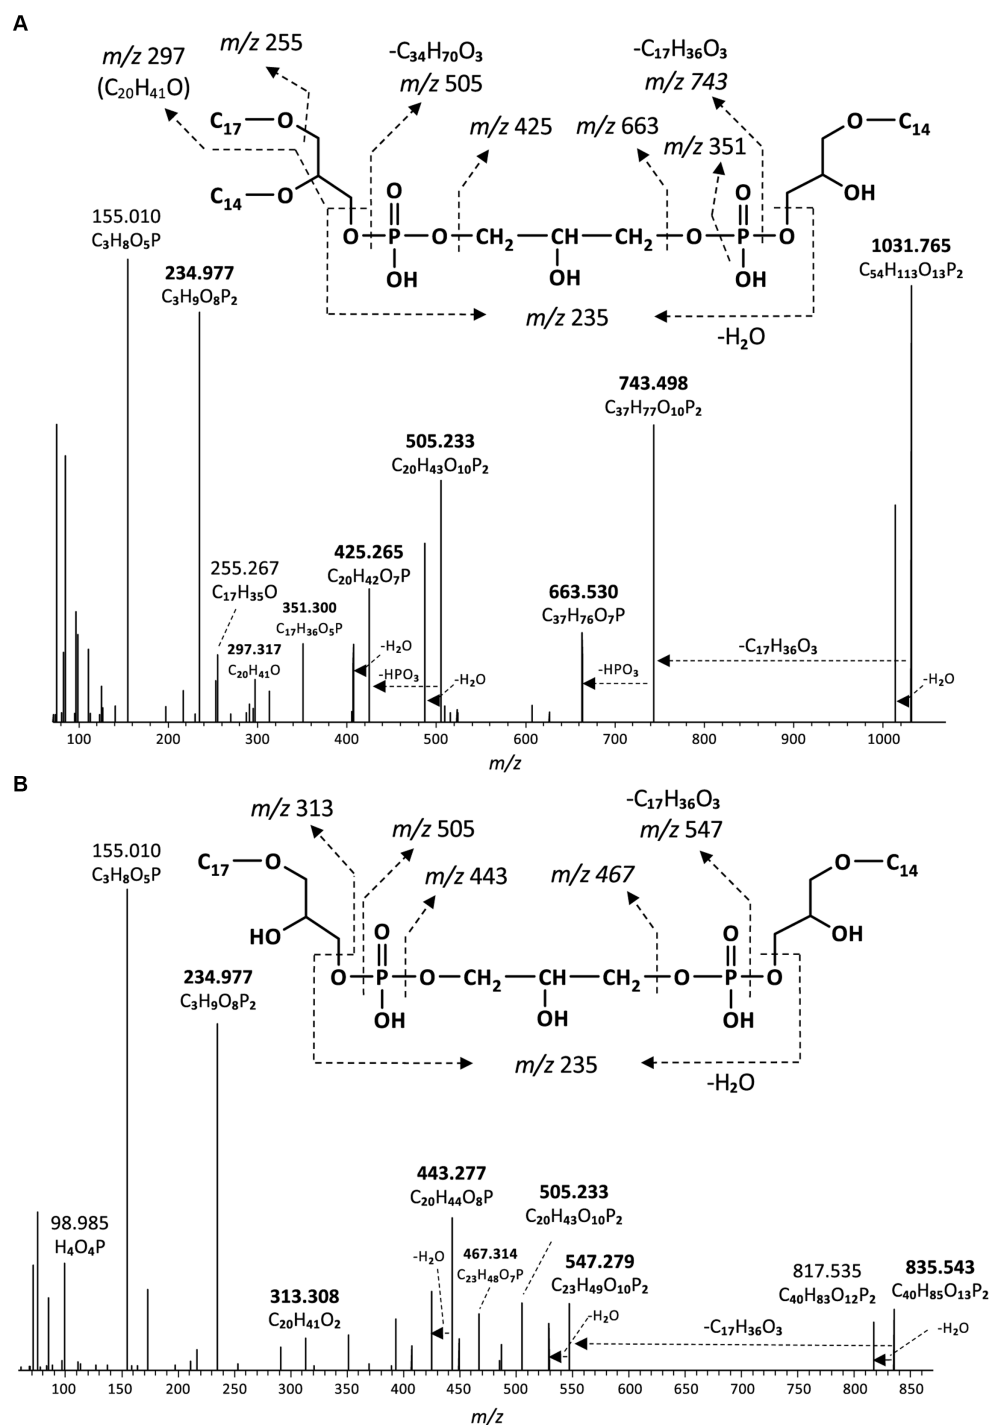 A
m/z 297
(C₂₀H₄₁O)
m/z 255
-C₃₄H₇₀O₃
m/z 505
-C₁₇H₃₆O₃
m/z 743
m/z 425
m/z 663
m/z 351
C₁₇ O
C₁₄ O
O C₁₄
OH
O O
O P O CH₂ CH CH₂ O P O
OH OH OH
m/z 235
-H₂O
155.010
C₃H₈O₅P
234.977
C₃H₉O₈P₂
1031.765
C₅₄H₁₁₃O₁₃P₂
743.498
C₃₇H₇₇O₁₀P₂
505.233
C₂₀H₄₃O₁₀P₂
425.265
C₂₀H₄₂O₇P
255.267
C₁₇H₃₅O
351.300
C₁₇H₃₆O₅P
297.317
C₂₀H₄₁O
663.530
C₃₇H₇₆O₇P
-H₂O
-HPO₃
-H₂O
-HPO₃
-C₁₇H₃₆O₃
-H₂O
100 200 300 400 500 600 700 800 900 1000
m/z
B
m/z 313
m/z 505
m/z 443
-C₁₇H₃₆O₃
m/z 547
m/z 467
C₁₇ O
HO
O C₁₄
OH
O O
O P O CH₂ CH CH₂ O P O
OH OH OH
m/z 235
-H₂O
155.010
C₃H₈O₅P
234.977
C₃H₉O₈P₂
98.985
H₄O₄P
313.308
C₂₀H₄₁O₂
443.277
C₂₀H₄₄O₈P
-H₂O
467.314
C₂₃H₄₈O₇P
505.233
C₂₀H₄₃O₁₀P₂
547.279
C₂₃H₄₉O₁₀P₂
-H₂O
-C₁₇H₃₆O₃
817.535
C₄₀H₈₃O₁₂P₂
835.543
C₄₀H₈₅O₁₃P₂
-H₂O
100 150 200 250 300 350 400 450 500 550 600 650 700 750 800 850
m/z